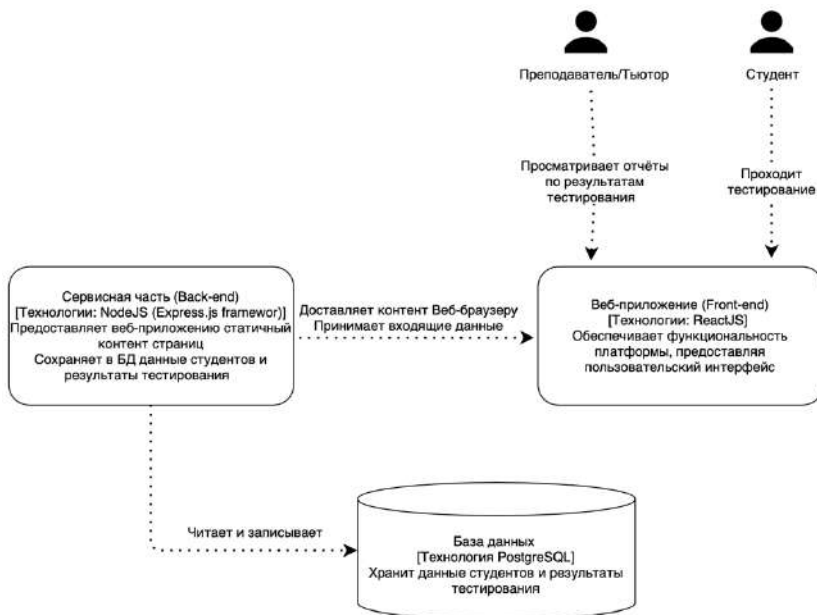 Преподаватель/Тьютор
Студент
Просматривает отчёты
по результатам
тестирования
Проходит
тестирование
Сервисная часть (Back-end)
[Технологии: NodeJS (Express.js framewor)]
Предоставляет веб-приложению статичный
контент страниц
Сохраняет в БД данные студентов и
результаты тестирования
Доставляет контент Веб-браузеру
Принимает входящие данные
Веб-приложение (Front-end)
[Технологии: ReactJS]
Обеспечивает функциональность
платформы, предоставляя
пользовательский интерфейс
Читает и записывает
База данных
[Технология PostgreSQL]
Хранит данные студентов и результаты
тестирования